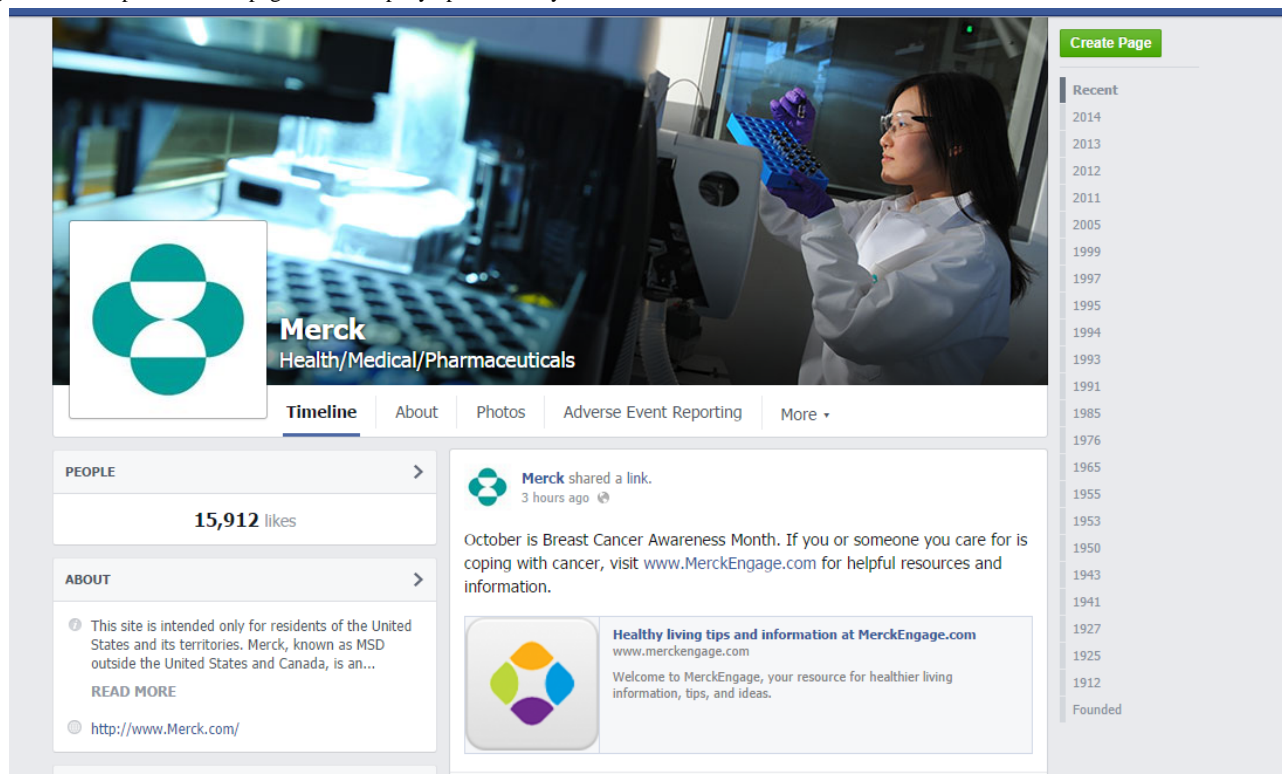 Create Page
Recent
2014
2013
2012
2011
2005
1999
1997
1995
1994
1993
1991
1985
1976
1965
1955
1953
1950
1943
1941
1927
1925
1912
Founded
Merck
Health/Medical/Pharmaceuticals
Timeline About Photos Adverse Event Reporting More
PEOPLE
15,912 likes
ABOUT
This site is intended only for residents of the United
States and its territories. Merck, known as MSD
outside the United States and Canada, is an...
READ MORE
http://www.Merck.com/
Merck shared a link.
3 hours ago
October is Breast Cancer Awareness Month. If you or someone you care for is
coping with cancer, visit www.MerckEngage.com for helpful resources and
information.
Healthy living tips and information at MerckEngage.com
www.merckengage.com
Welcome to MerckEngage, your resource for healthier living
information, tips, and ideas.